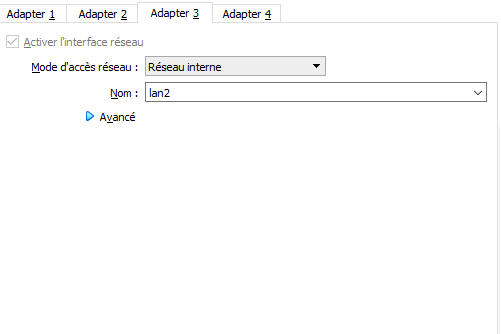 Adapter 1 Adapter 2 Adapter 3 Adapter 4
Activer l'interface réseau
Mode d'accès réseau : Réseau interne
Nom : lan2
Avancé